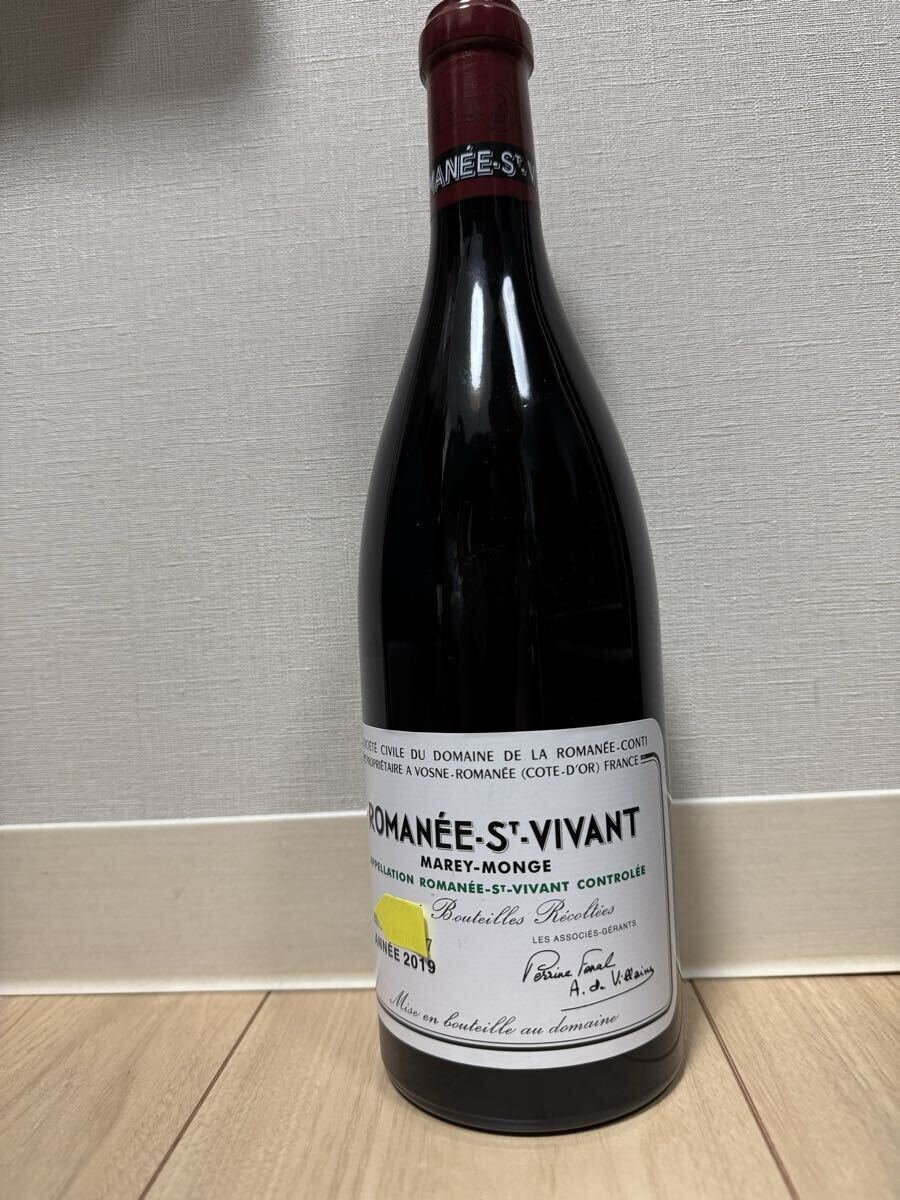 MANÉE-ST-V
SOCIÉTÉ CIVILE DU DOMAINE DE LA ROMANÉE-CONTI
PROPRIÉTAIRE A VOSNE-ROMANÉE (COTE-D'OR) FRANCE
ROMANÉE-ST-VIVANT
MAREY-MONGE
APPELLATION ROMANÉE-ST-VIVANT CONTROLÉE
Bouteilles Récoltées
LES ASSOCIÉS-GÉRANTS
7
ANNÉE 2019
Perrine Fenal
A. de Villaine
Mise en bouteille au domaine